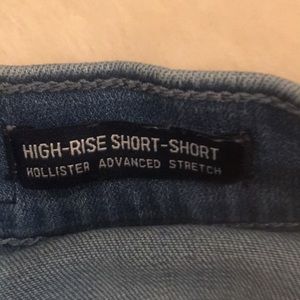 HIGH-RISE SHORT-SHORT
HOLLISTER ADVANCED STRETCH